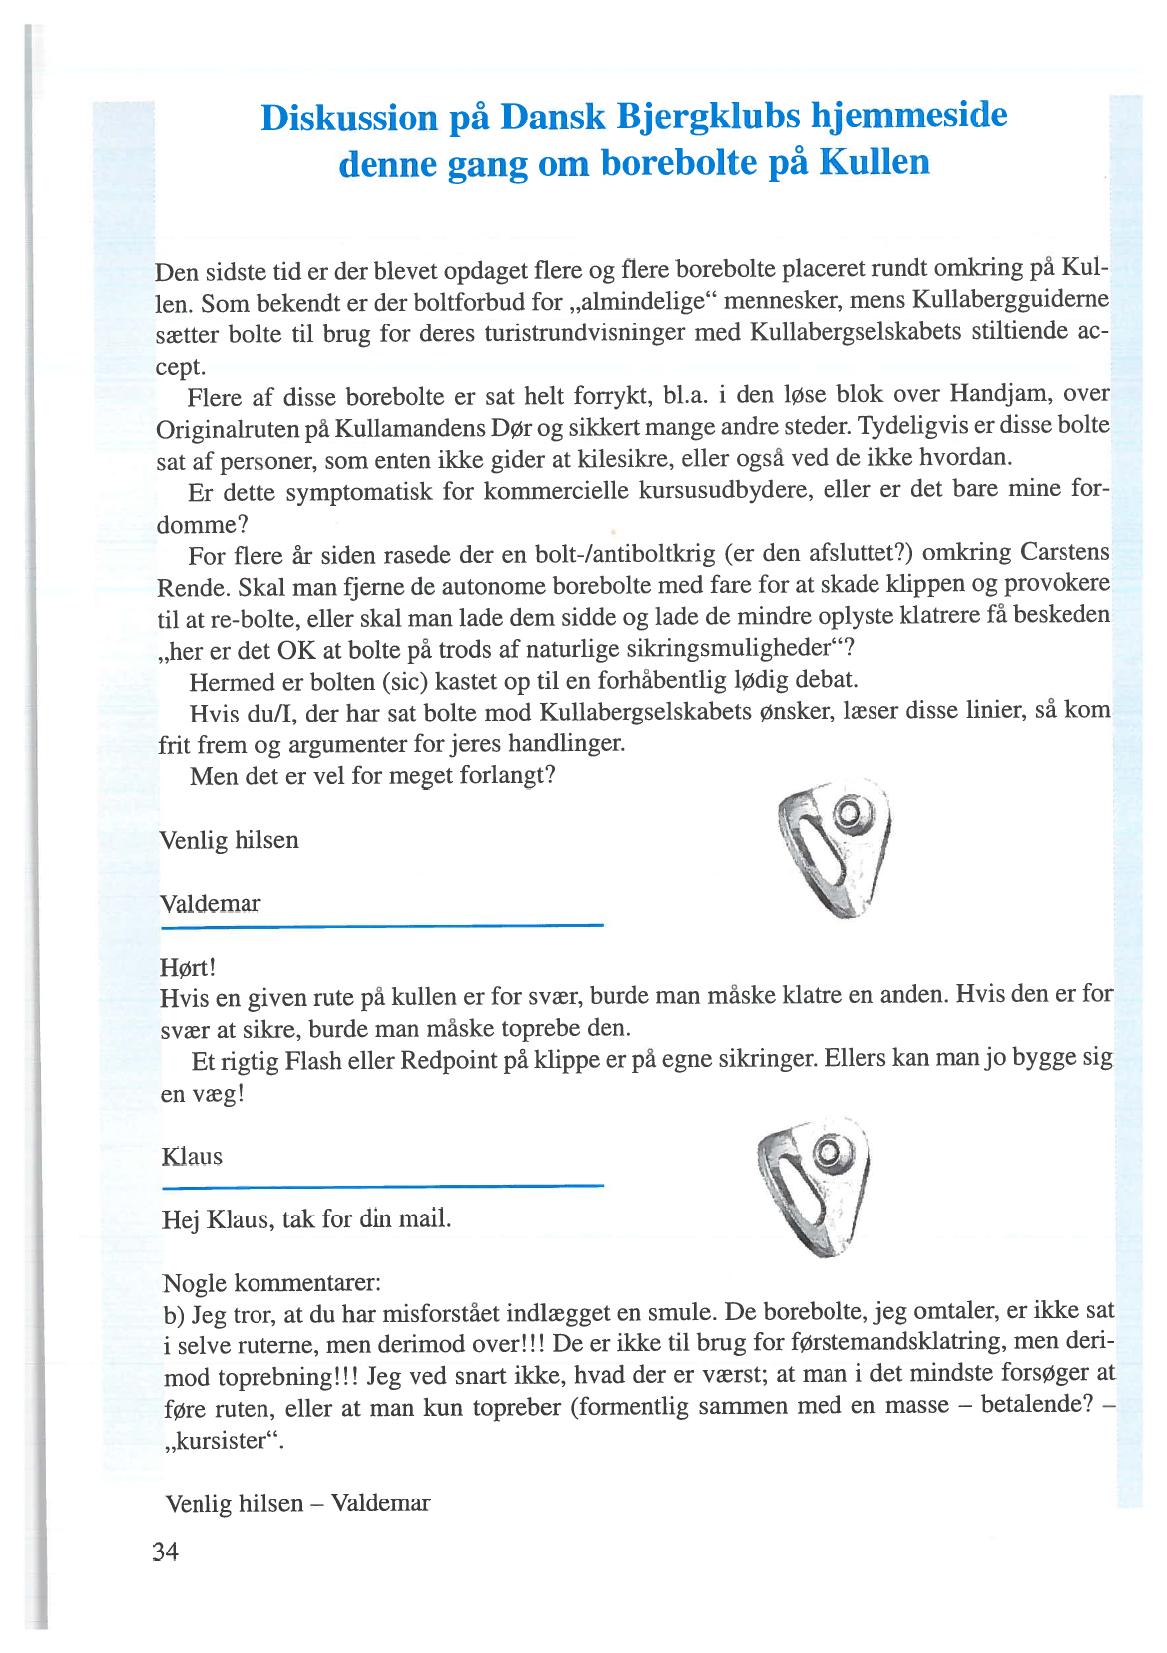 Diskussion på Dansk Bjergklubs hjemmeside
denne gang om borebolte på Kullen
Den sidste tid er der blevet opdaget flere og flere borebolte placeret rundt omkring på Kul-
len. Som bekendt er der boltforbud for „almindelige“ mennesker, mens Kullabergguiderne
sætter bolte til brug for deres turistrundvisninger med Kullabergselskabets stiltiende ac-
cept.
Flere af disse borebolte er sat helt forrykt, bl.a. i den løse blok over Handjam, over
Originalruten på Kullamandens Dør og sikkert mange andre steder. Tydeligvis er disse bolte
sat af personer, som enten ikke gider at kilesikre, eller også ved de ikke hvordan.
Er dette symptomatisk for kommercielle kursusudbydere, eller er det bare mine for-
domme?
For flere år siden rasede der en bolt-/antiboltkrig (er den afsluttet?) omkring Carstens
Rende. Skal man fjerne de autonome borebolte med fare for at skade klippen og provokere
til at re-bolte, eller skal man lade dem sidde og lade de mindre oplyste klatrere få beskeden
„her er det OK at bolte på trods af naturlige sikringsmuligheder“?
Hermed er bolten (sic) kastet op til en forhåbentlig lødig debat.
Hvis du/I, der har sat bolte mod Kullabergselskabets ønsker, læser disse linier, så kom
frit frem og argumenter for jeres handlinger.
Men det er vel for meget forlangt?
Venlig hilsen
Valdemar
Hørt!
Hvis en given rute på kullen er for svær, burde man måske klatre en anden. Hvis den er for
svær at sikre, burde man måske toprebe den.
Et rigtig Flash eller Redpoint på klippe er på egne sikringer. Ellers kan man jo bygge sig
en væg!
Klaus
Hej Klaus, tak for din mail.
Nogle kommentarer:
b) Jeg tror, at du har misforstået indlægget en smule. De borebolte, jeg omtaler, er ikke sat
i selve ruterne, men derimod over!!! De er ikke til brug for førstemandsklatring, men deri-
mod toprebning!!! Jeg ved snart ikke, hvad der er værst; at man i det mindste forsøger at
føre ruten, eller at man kun topreber (formentlig sammen med en masse – betalende? –
„kursister“.
Venlig hilsen – Valdemar
34